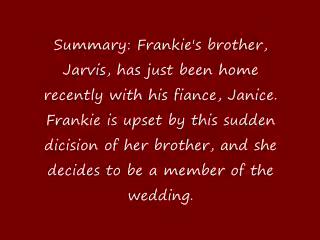 Summary: Frankie's brother,
Jarvis, has just been home
recently with his fiance, Janice.
Frankie is upset by this sudden
dicision of her brother, and she
decides to be a member of the
wedding.